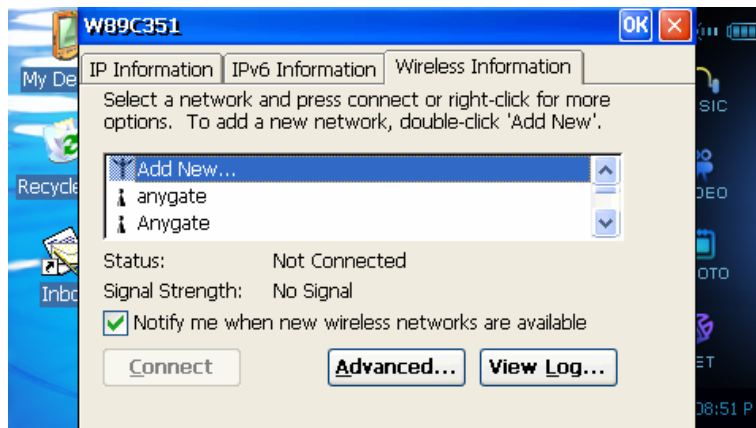 W89C351
OK
IP Information
IPv6 Information
Wireless Information
Select a network and press connect or right-click for more
options. To add a new network, double-click 'Add New'.
Add New...
anygate
Anygate
Status: Not Connected
Signal Strength: No Signal
Notify me when new wireless networks are available
Connect
Advanced...
View Log...
My De
Recycle
Inbo
SIC
DEO
OTO
ET
08:51 P